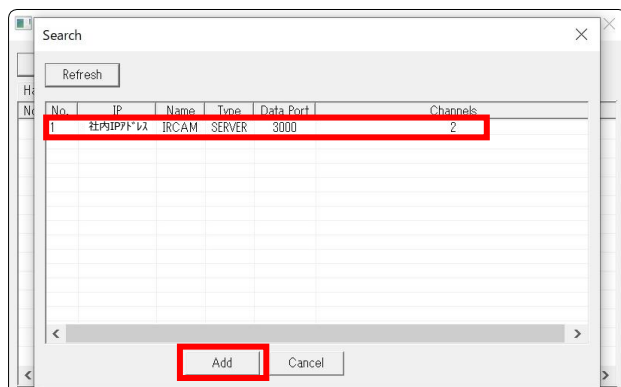 Search
Refresh
Ha
No. IP Name Type Data Port Channels
1 社内IPｱﾄﾞﾚｽ IRCAM SERVER 3000 2
Add Cancel